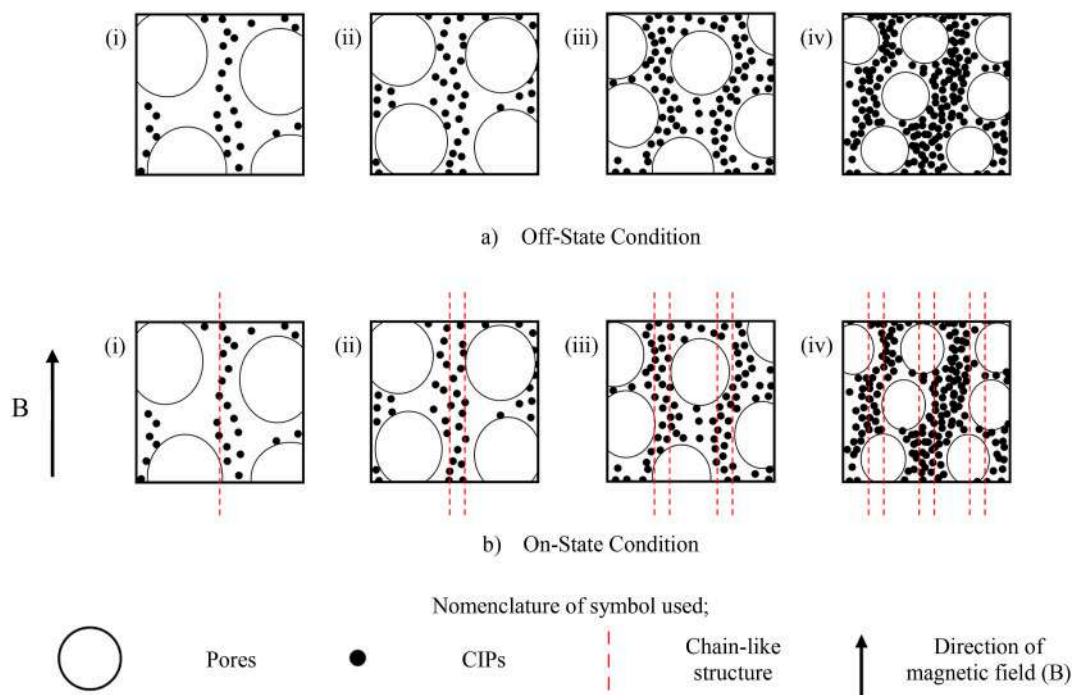 (i) (ii) (iii) (iv)
a) Off-State Condition
(i) (ii) (iii) (iv)
B
b) On-State Condition
Nomenclature of symbol used;
Pores
CIPs
Chain-like
structure
Direction of
magnetic field (B)